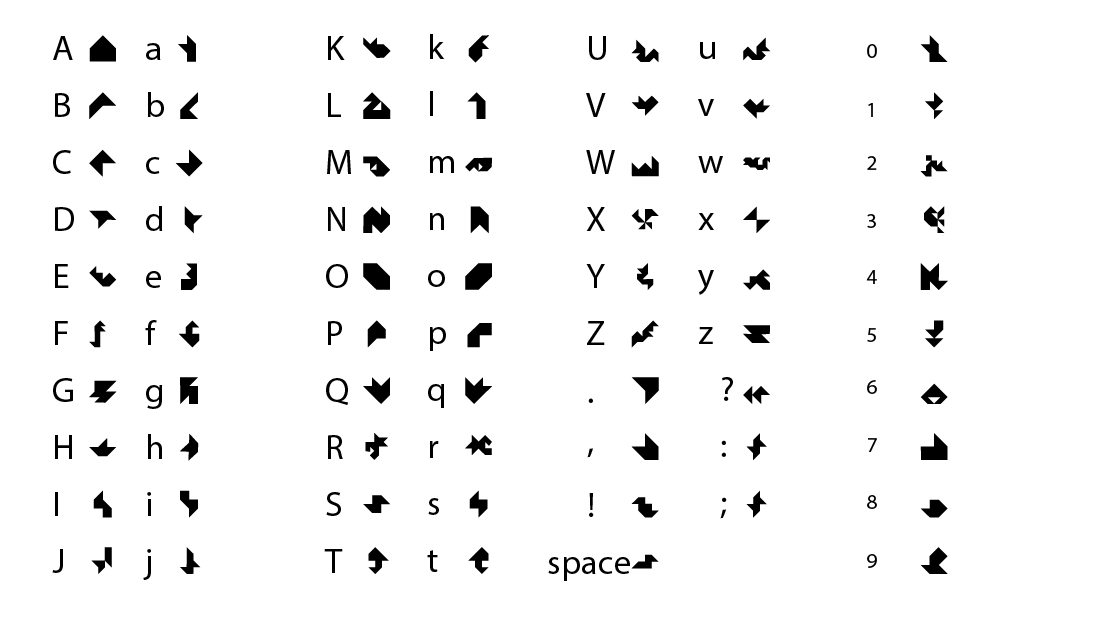 A a K k U u 0
B b L l V v 1
C c M m W w 2
D d N n X x 3
E e O o Y y 4
F f P p Z z 5
G g Q q . ? 6
H h R r , : 7
I i S s ! ; 8
J j T t space 9